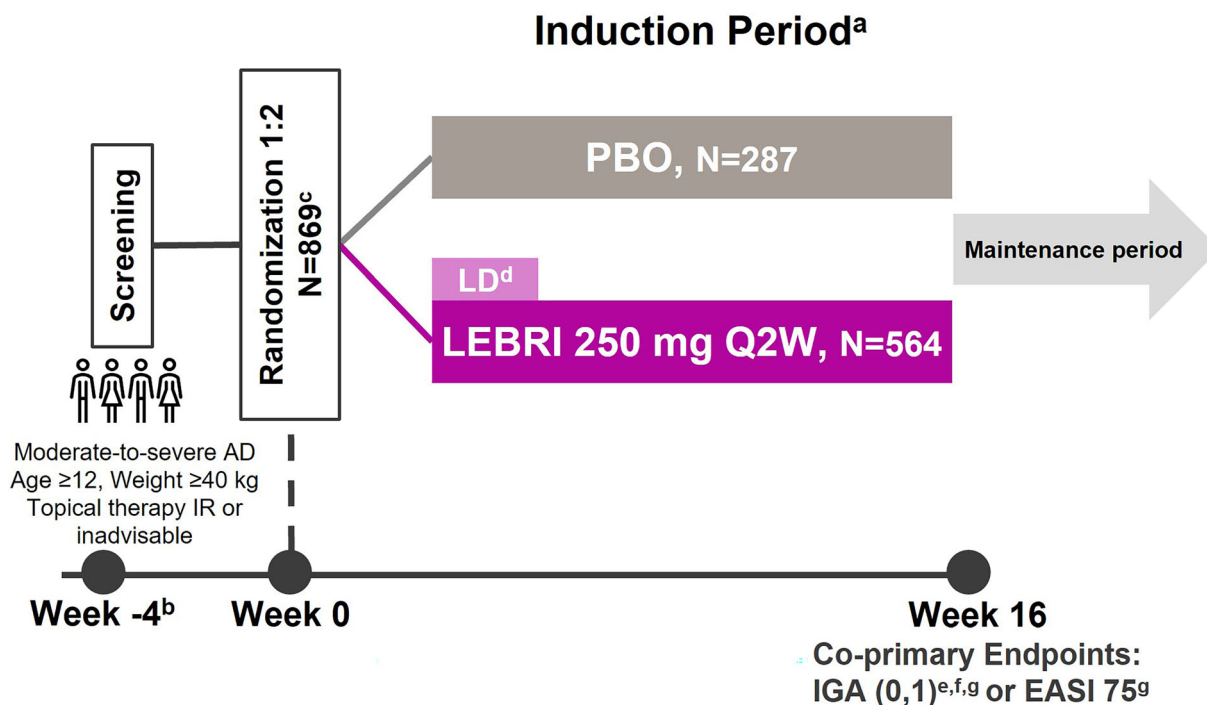 Induction Periodᵃ
Screening
Randomization 1:2
N=869ᶜ
PBO, N=287
LDᵈ
LEBRI 250 mg Q2W, N=564
Maintenance period
Moderate-to-severe AD
Age ≥12, Weight ≥40 kg
Topical therapy IR or
inadvisable
Week -4ᵇ
Week 0
Week 16
Co-primary Endpoints:
IGA (0,1)ᵉ,ᶠ,ᵍ or EASI 75ᵍ